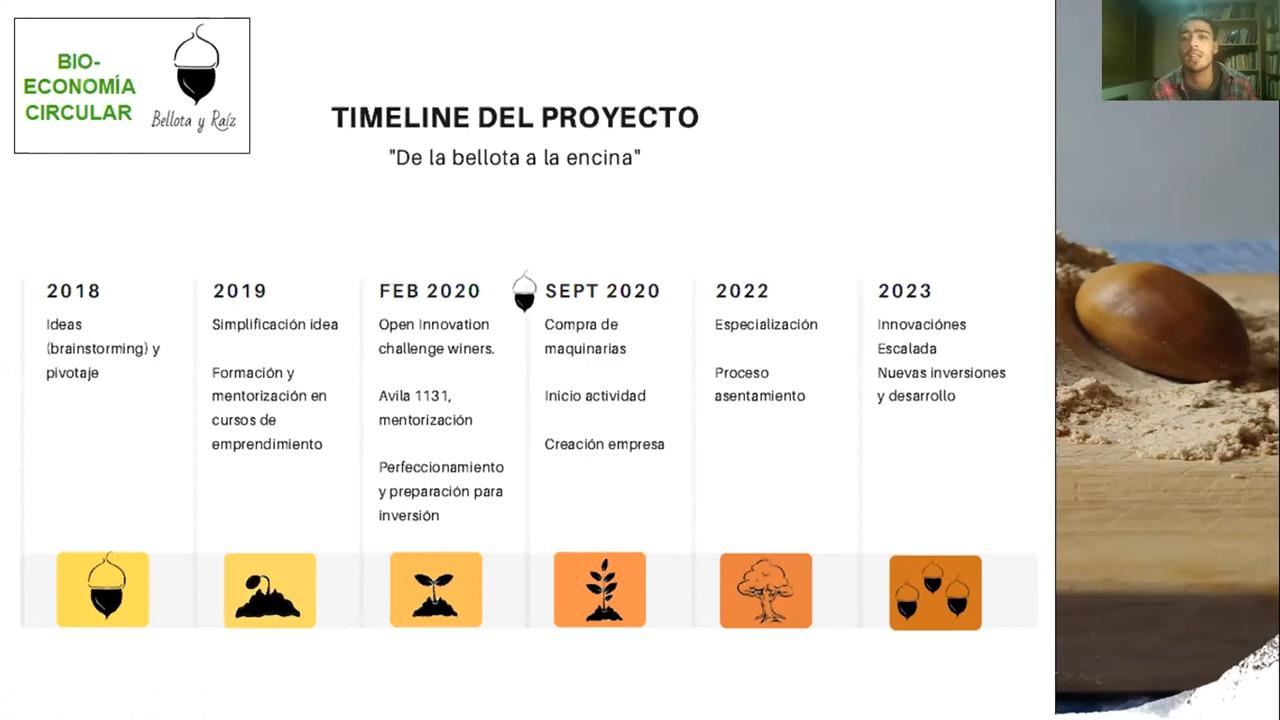 BIO-
ECONOMÍA
CIRCULAR
Bellota y Raíz
TIMELINE DEL PROYECTO
"De la bellota a la encina"
2018
Ideas
(brainstorming) y
pivotaje
2019
Simplificación idea
Formación y
mentorización en
cursos de
emprendimiento
FEB 2020
Open Innovation
challenge winers.
Avila 1131,
mentorización
Perfeccionamiento
y preparación para
inversión
SEPT 2020
Compra de
maquinarias
Inicio actividad
Creación empresa
2022
Especialización
Proceso
asentamiento
2023
Innovaciónes
Escalada
Nuevas inversiones
y desarrollo